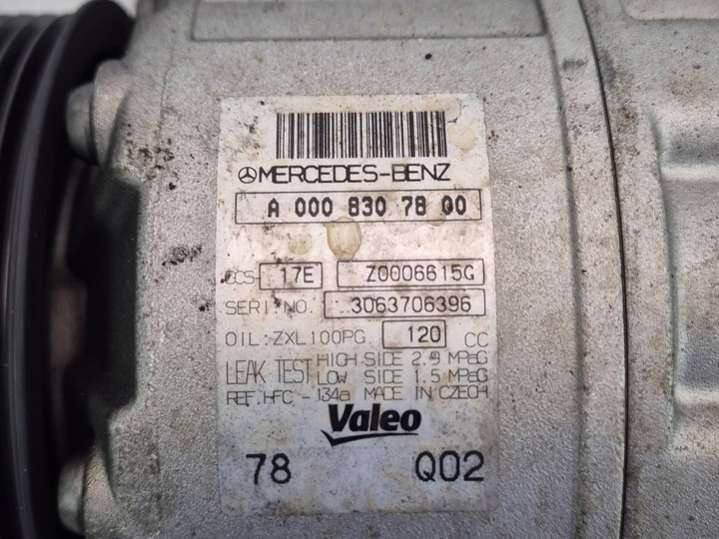 MERCEDES-BENZ
A 000 830 78 00
CCS 17E Z0006615G
SERI.NO. 3063706396
OIL:ZXL100PG 120 CC
LEAK TEST HIGH SIDE 2.9 MPaG
LOW SIDE 1.5 MPaG
REF.HFC-134a MADE IN CZECH
Valeo
78 Q02